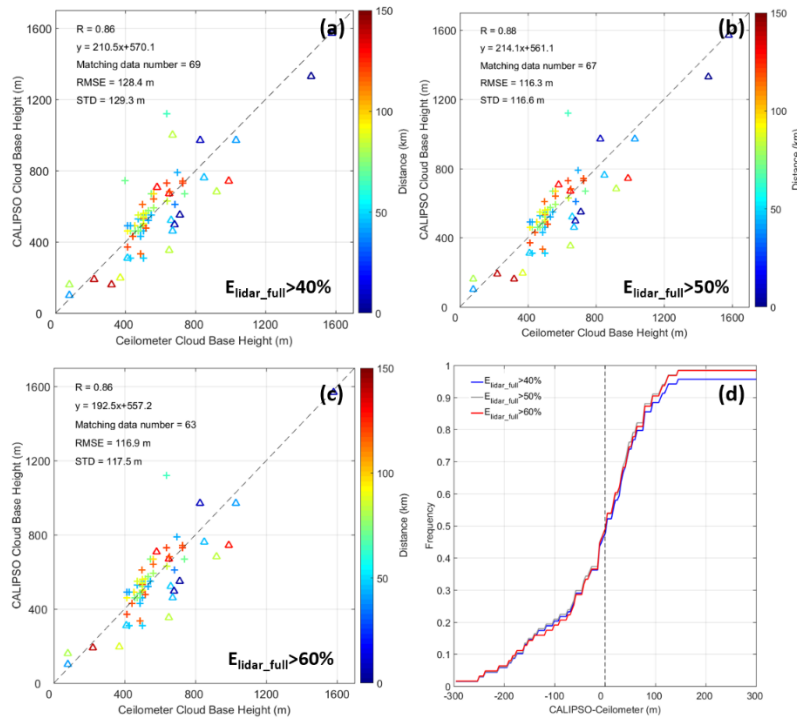 (a)
R = 0.86
y = 210.5x+570.1
Matching data number = 69
RMSE = 128.4 m
STD = 129.3 m
E_lidar_full>40%
1600
1200
800
400
0
0 400 800 1200 1600
CALIPSO Cloud Base Height (m)
Ceilometer Cloud Base Height (m)
150
100
50
0
Distance (km)
(b)
R = 0.88
y = 214.1x+561.1
Matching data number = 67
RMSE = 116.3 m
STD = 116.6 m
E_lidar_full>50%
1600
1200
800
400
0
0 400 800 1200 1600
CALIPSO Cloud Base Height (m)
Ceilometer Cloud Base Height (m)
150
100
50
0
Distance (km)
(c)
R = 0.86
y = 192.5x+557.2
Matching data number = 63
RMSE = 116.9 m
STD = 117.5 m
E_lidar_full>60%
1600
1200
800
400
0
0 400 800 1200 1600
CALIPSO Cloud Base Height (m)
Ceilometer Cloud Base Height (m)
150
100
50
0
Distance (km)
(d)
E_lidar_full>40%
E_lidar_full>50%
E_lidar_full>60%
1
0.9
0.8
0.7
0.6
0.5
0.4
0.3
0.2
0.1
0
-300 -200 -100 0 100 200 300
Frequency
CALIPSO-Ceilometer (m)